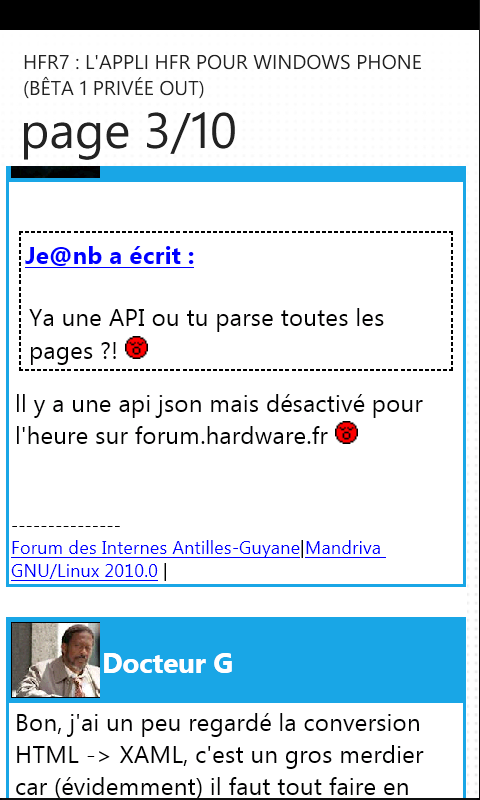 HFR7 : L'APPLI HFR POUR WINDOWS PHONE
(BÊTA 1 PRIVÉE OUT)
page 3/10
Je@nb a écrit :
Ya une API ou tu parse toutes les
pages ?!
Il y a une api json mais désactivé pour
l'heure sur forum.hardware.fr
---------------
Forum des Internes Antilles-Guyane|Mandriva
GNU/Linux 2010.0 |
Docteur G
Bon, j'ai un peu regardé la conversion
HTML -> XAML, c'est un gros merdier
car (évidemment) il faut tout faire en